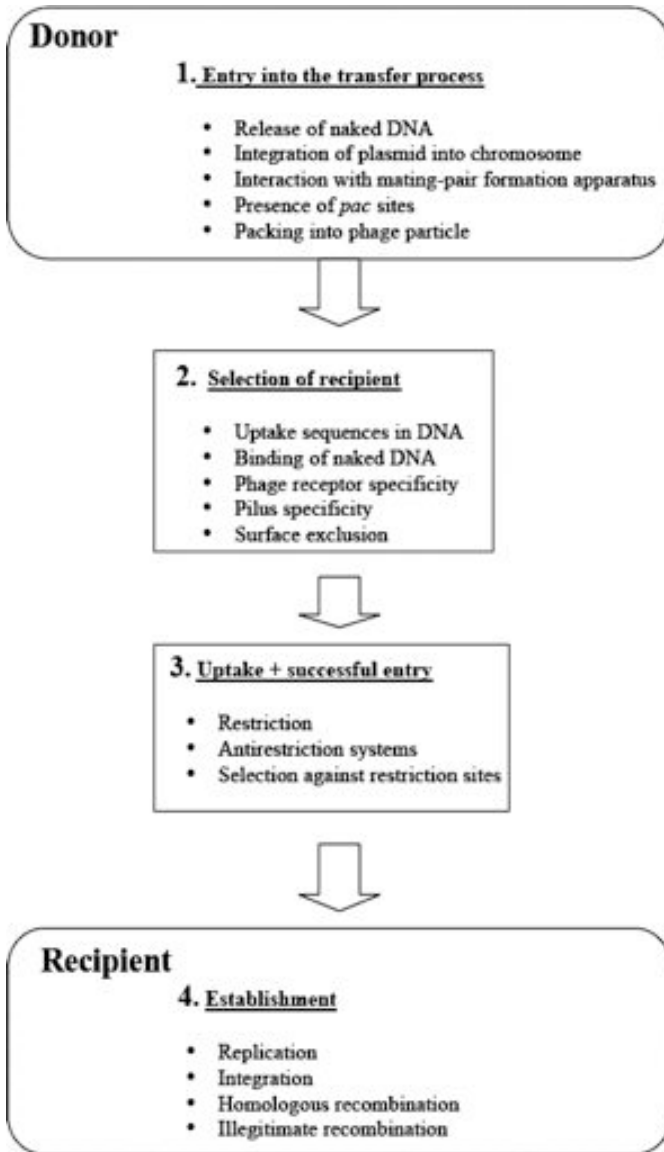 Donor
1. Entry into the transfer process
• Release of naked DNA
• Integration of plasmid into chromosome
• Interaction with mating-pair formation apparatus
• Presence of pac sites
• Packing into phage particle
2. Selection of recipient
• Uptake sequences in DNA
• Binding of naked DNA
• Phage receptor specificity
• Pilus specificity
• Surface exclusion
3. Uptake + successful entry
• Restriction
• Antirestriction systems
• Selection against restriction sites
Recipient
4. Establishment
• Replication
• Integration
• Homologous recombination
• Illegitimate recombination